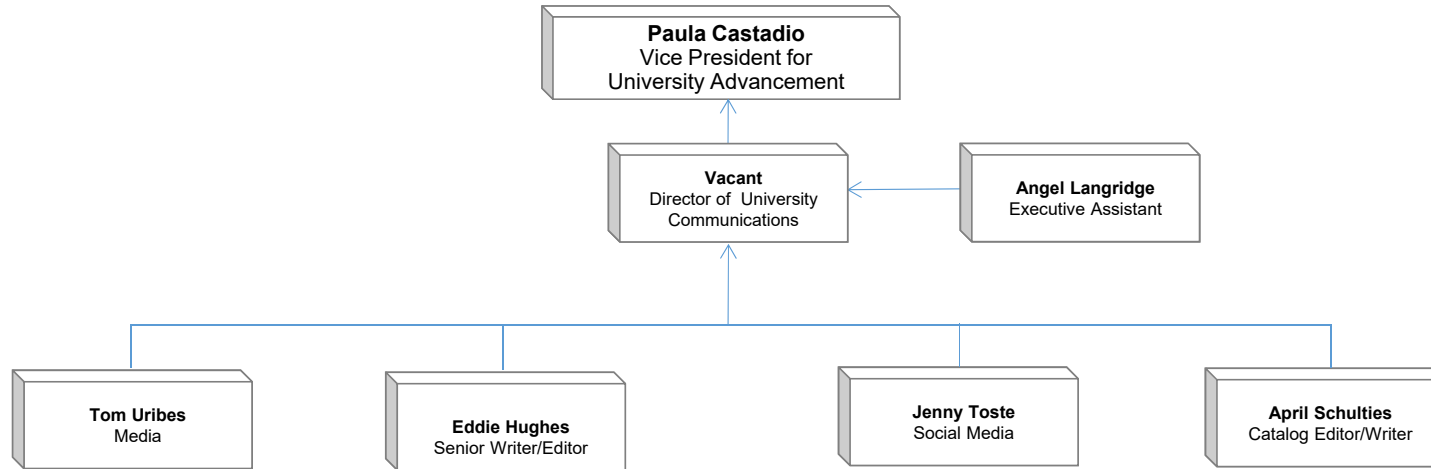 Paula Castadio
Vice President for
University Advancement
Vacant
Director of University
Communications
Angel Langridge
Executive Assistant
Tom Uribes
Media
Eddie Hughes
Senior Writer/Editor
Jenny Toste
Social Media
April Schulties
Catalog Editor/Writer